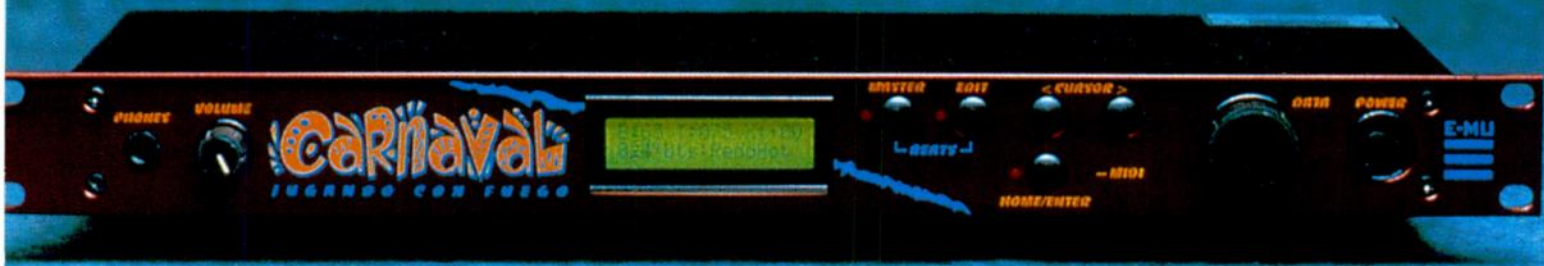 PHONES
VOLUME
CARNAVAL
JUGANDO CON FUEGO
MASTER
EDIT
< CURSOR >
BEATS
HOME/ENTER
MIDI
DATA
POWER
E-MU